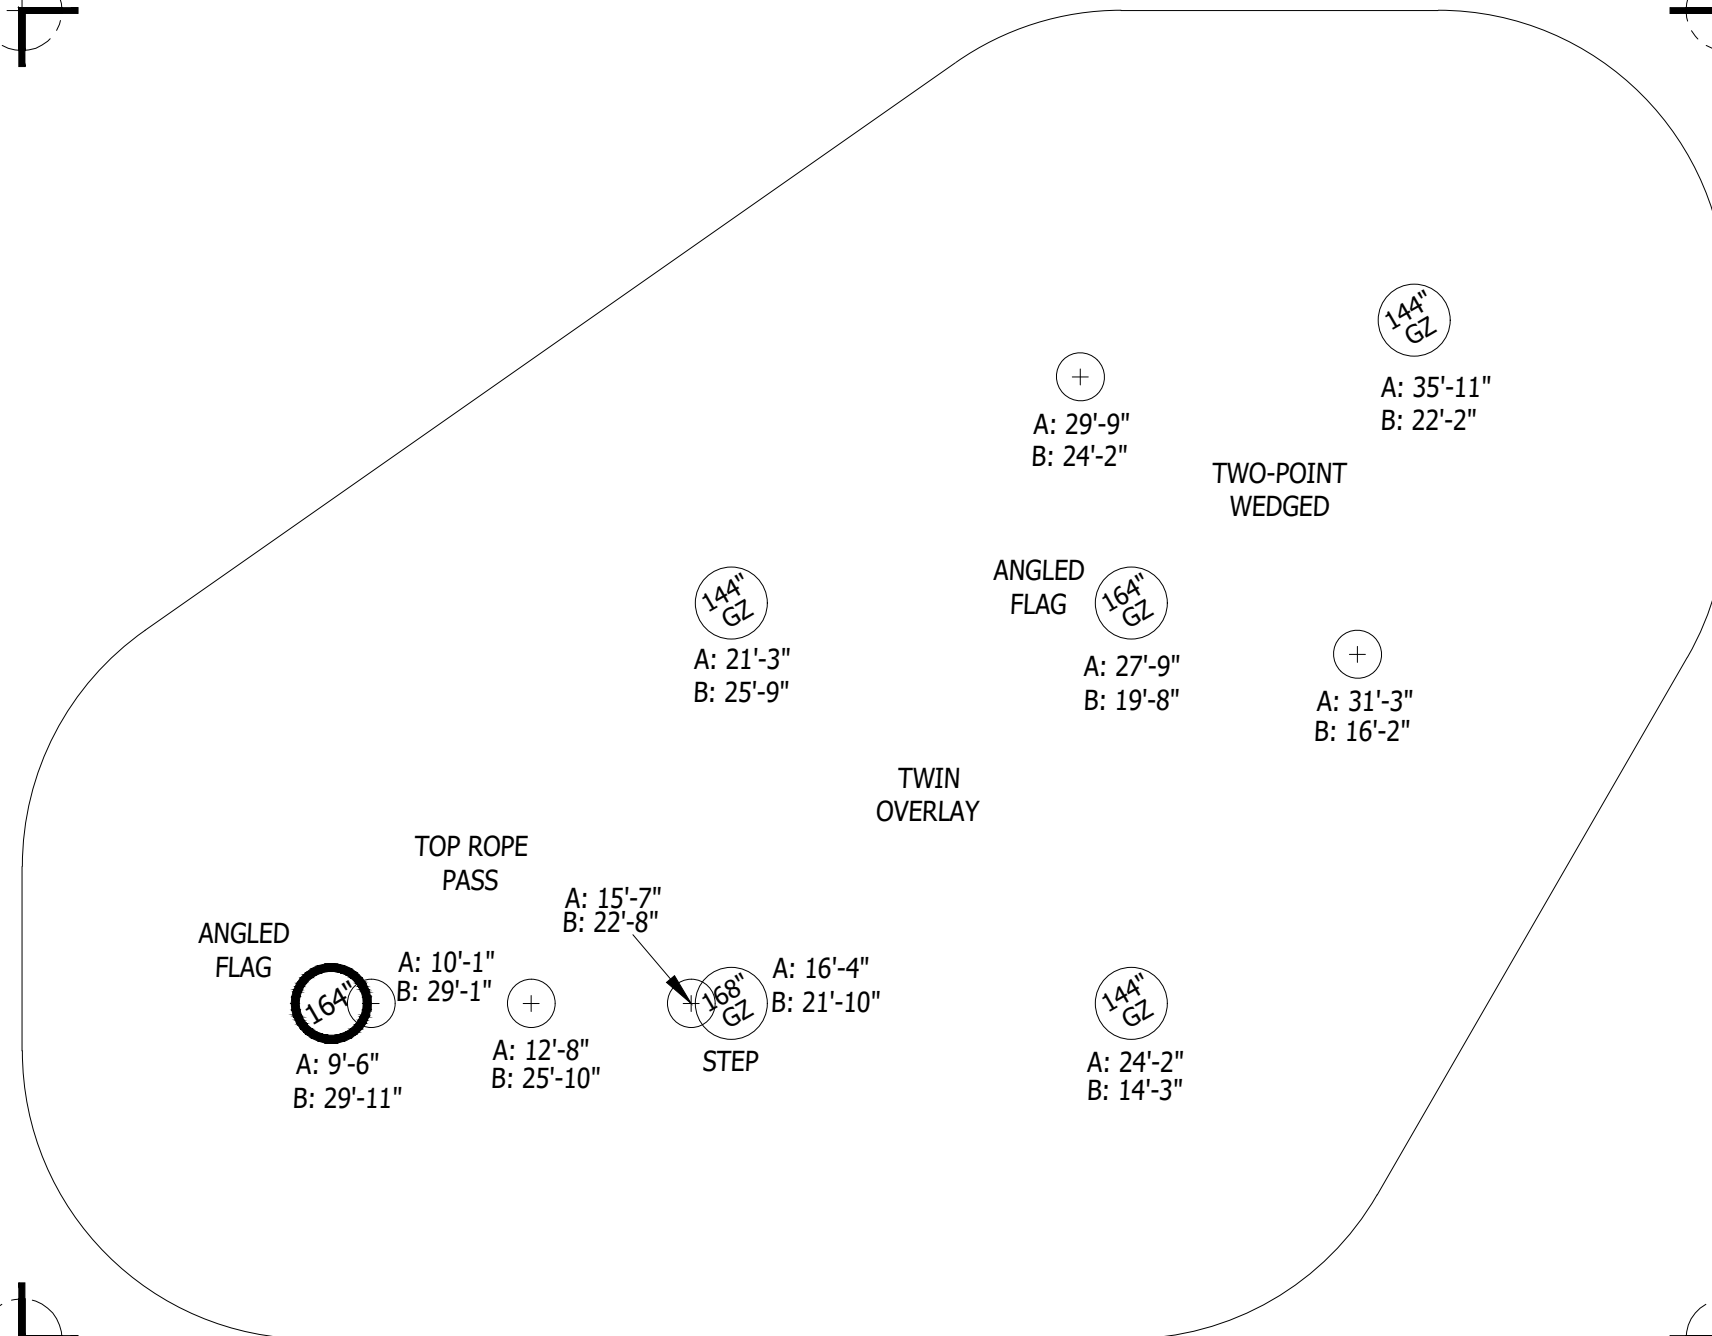 144"
GZ
A: 35'-11"
B: 22'-2"
A: 29'-9"
B: 24'-2"
TWO-POINT
WEDGED
ANGLED
FLAG
164"
GZ
A: 27'-9"
B: 19'-8"
144"
GZ
A: 21'-3"
B: 25'-9"
A: 31'-3"
B: 16'-2"
TWIN
OVERLAY
TOP ROPE
PASS
A: 15'-7"
B: 22'-8"
ANGLED
FLAG
164"
A: 10'-1"
B: 29'-1"
A: 9'-6"
B: 29'-11"
A: 12'-8"
B: 25'-10"
168"
GZ
A: 16'-4"
B: 21'-10"
STEP
144"
GZ
A: 24'-2"
B: 14'-3"